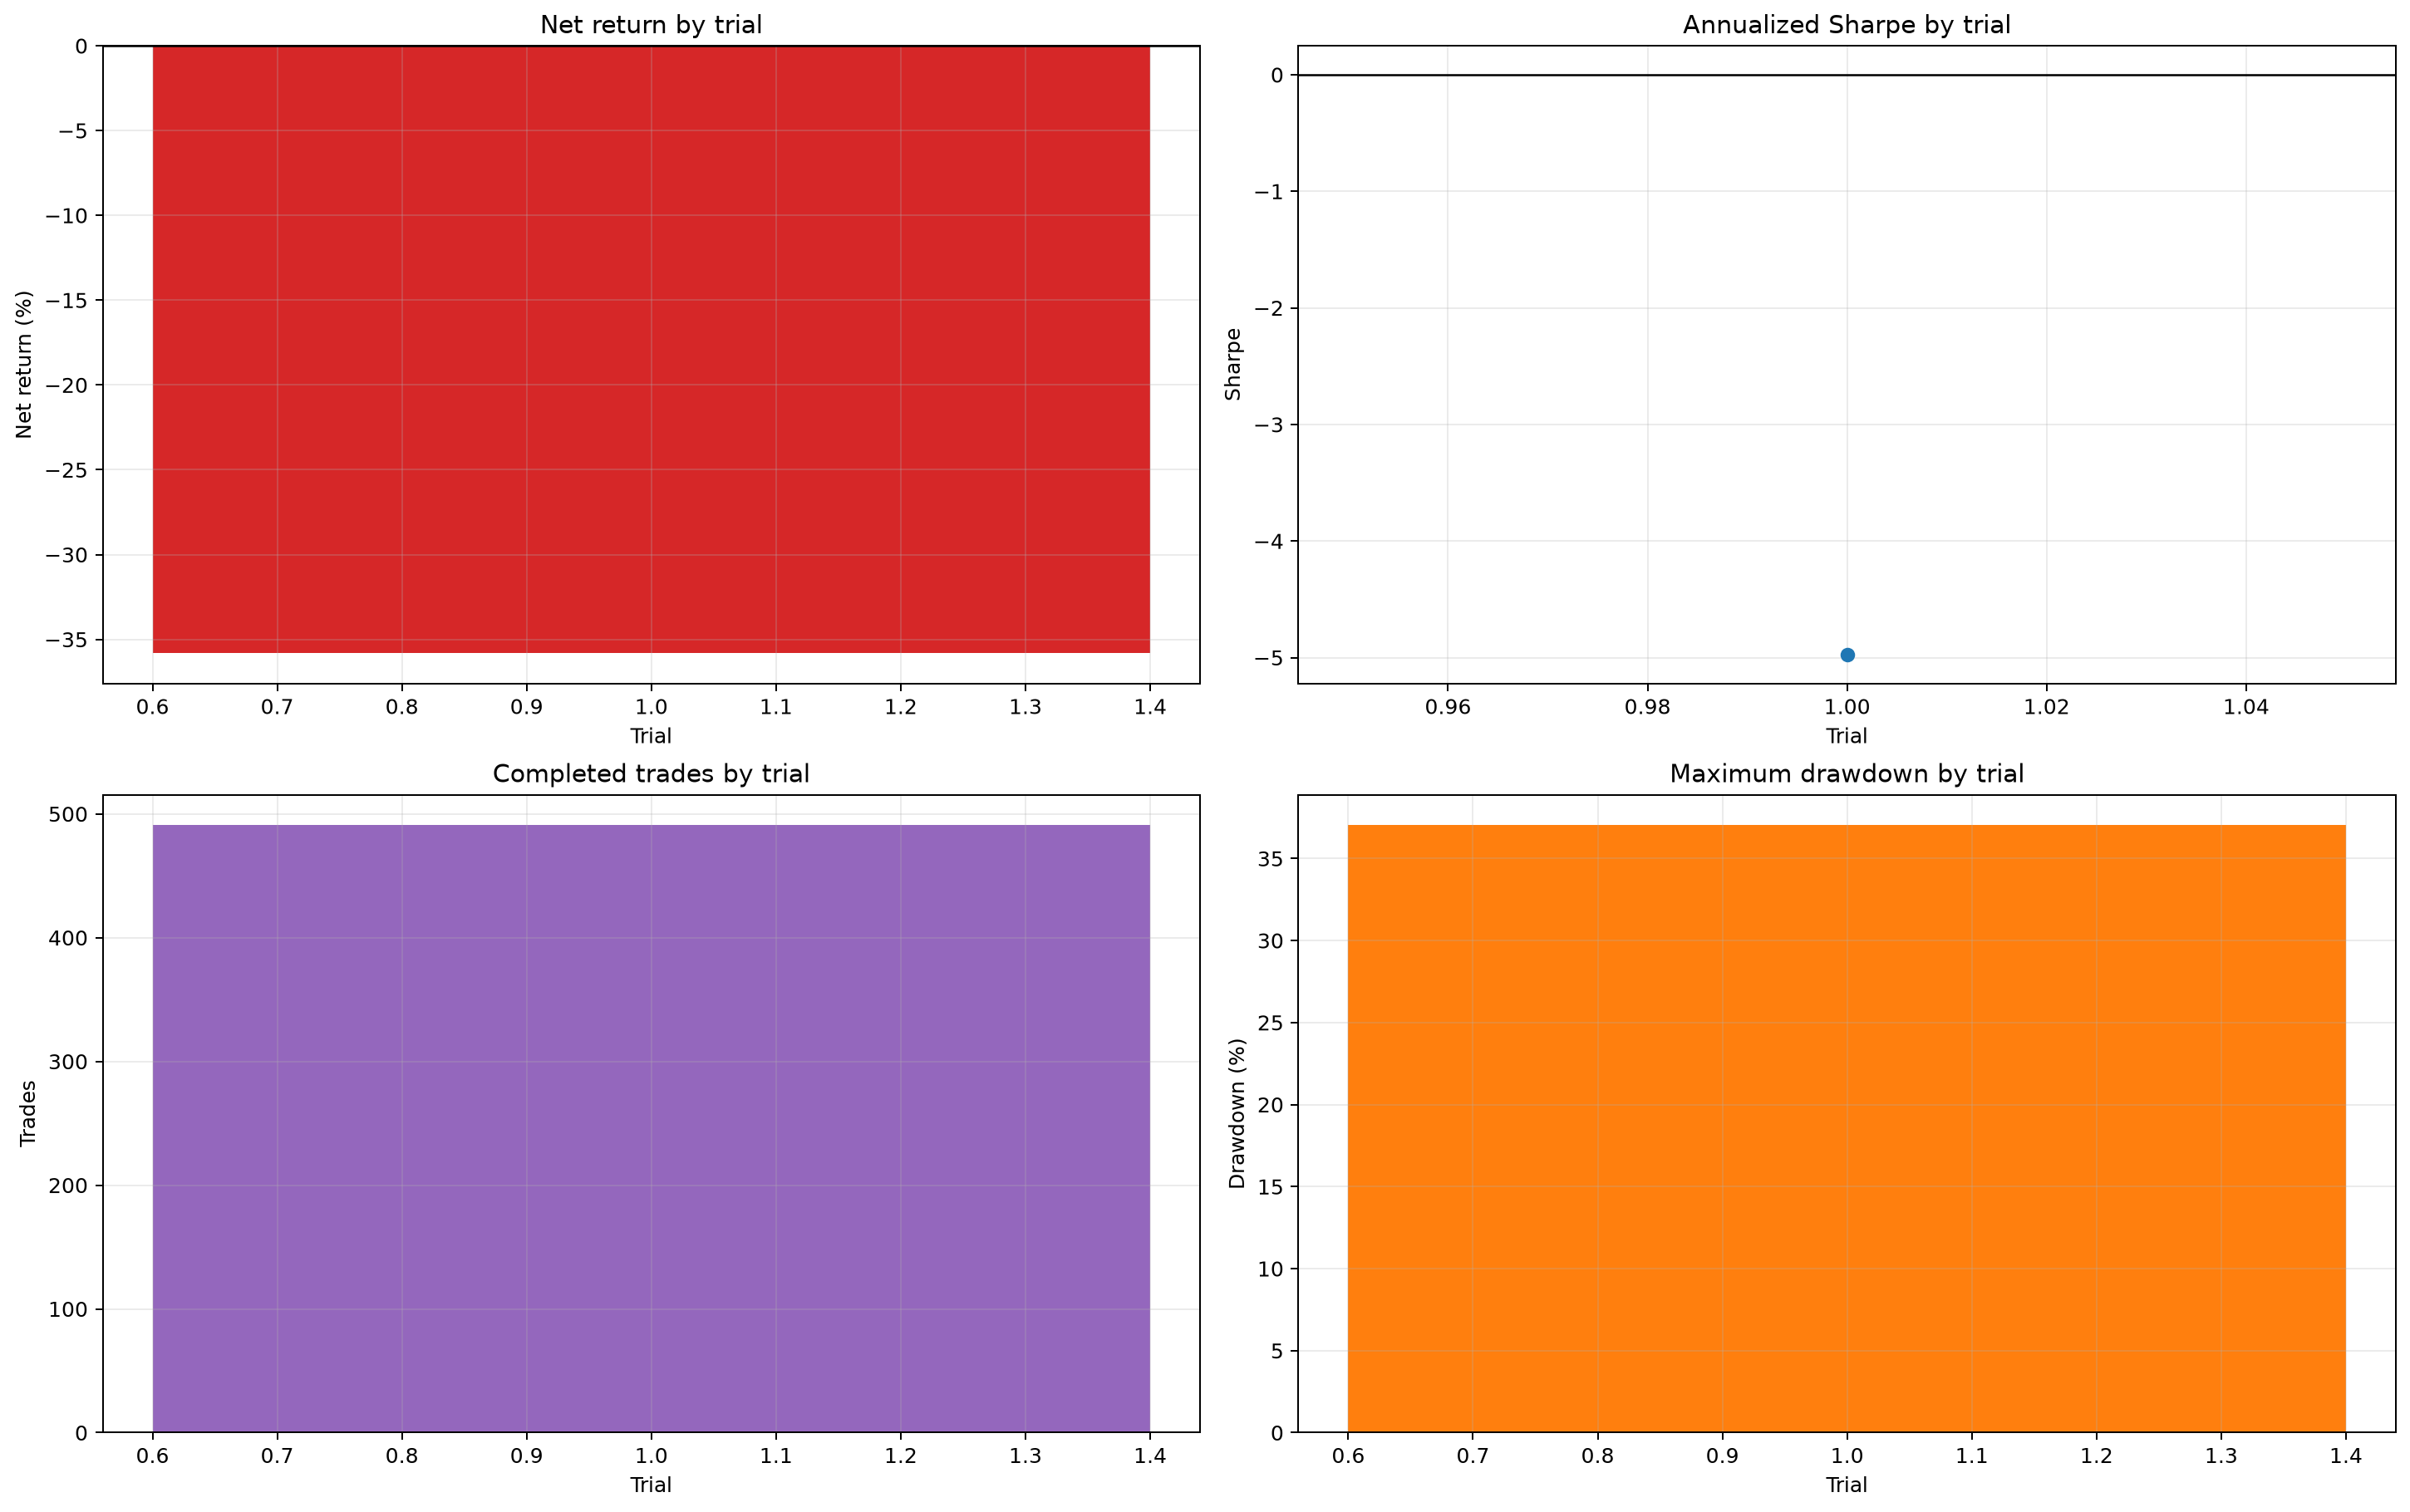 Net return by trial
Net return (%)
0
−5
−10
−15
−20
−25
−30
−35
0.6 0.7 0.8 0.9 1.0 1.1 1.2 1.3 1.4
Trial
Annualized Sharpe by trial
Sharpe
0
−1
−2
−3
−4
−5
0.96 0.98 1.00 1.02 1.04
Trial
Completed trades by trial
Trades
500
400
300
200
100
0
0.6 0.7 0.8 0.9 1.0 1.1 1.2 1.3 1.4
Trial
Maximum drawdown by trial
Drawdown (%)
35
30
25
20
15
10
5
0
0.6 0.7 0.8 0.9 1.0 1.1 1.2 1.3 1.4
Trial